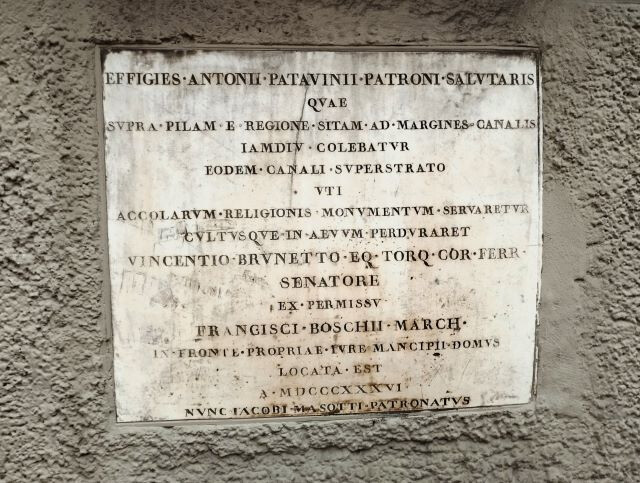 EFFIGIES·ANTONII·PATAVINII·PATRONI·SALVTARIS
QVAE
SVPRA·PILAM·E·REGIONE·SITAM·AD·MARGINES·CANALIS
IAMDIV·COLEBATVR
EODEM·CANALI·SVPERSTRATO
VTI
ACCOLARVM·RELIGIONIS·MONVMENTVM·SERVARETVR
CVLTVSQVE·IN·AEVVM·PERDVRARET
VINCENTIO·BRVNETTO·EQ·TORQ·COR·FERR·
SENATORE
EX·PERMISSV
FRANGISCI·BOSCHII·MARCH·
IN·FRONTE·PROPRIAE·IVRE MANCIPII·DOMVS
LOCATA·EST
A·MDCCCXXXVI
NVNC IACOBI·MASOTTI·PATRONATVS